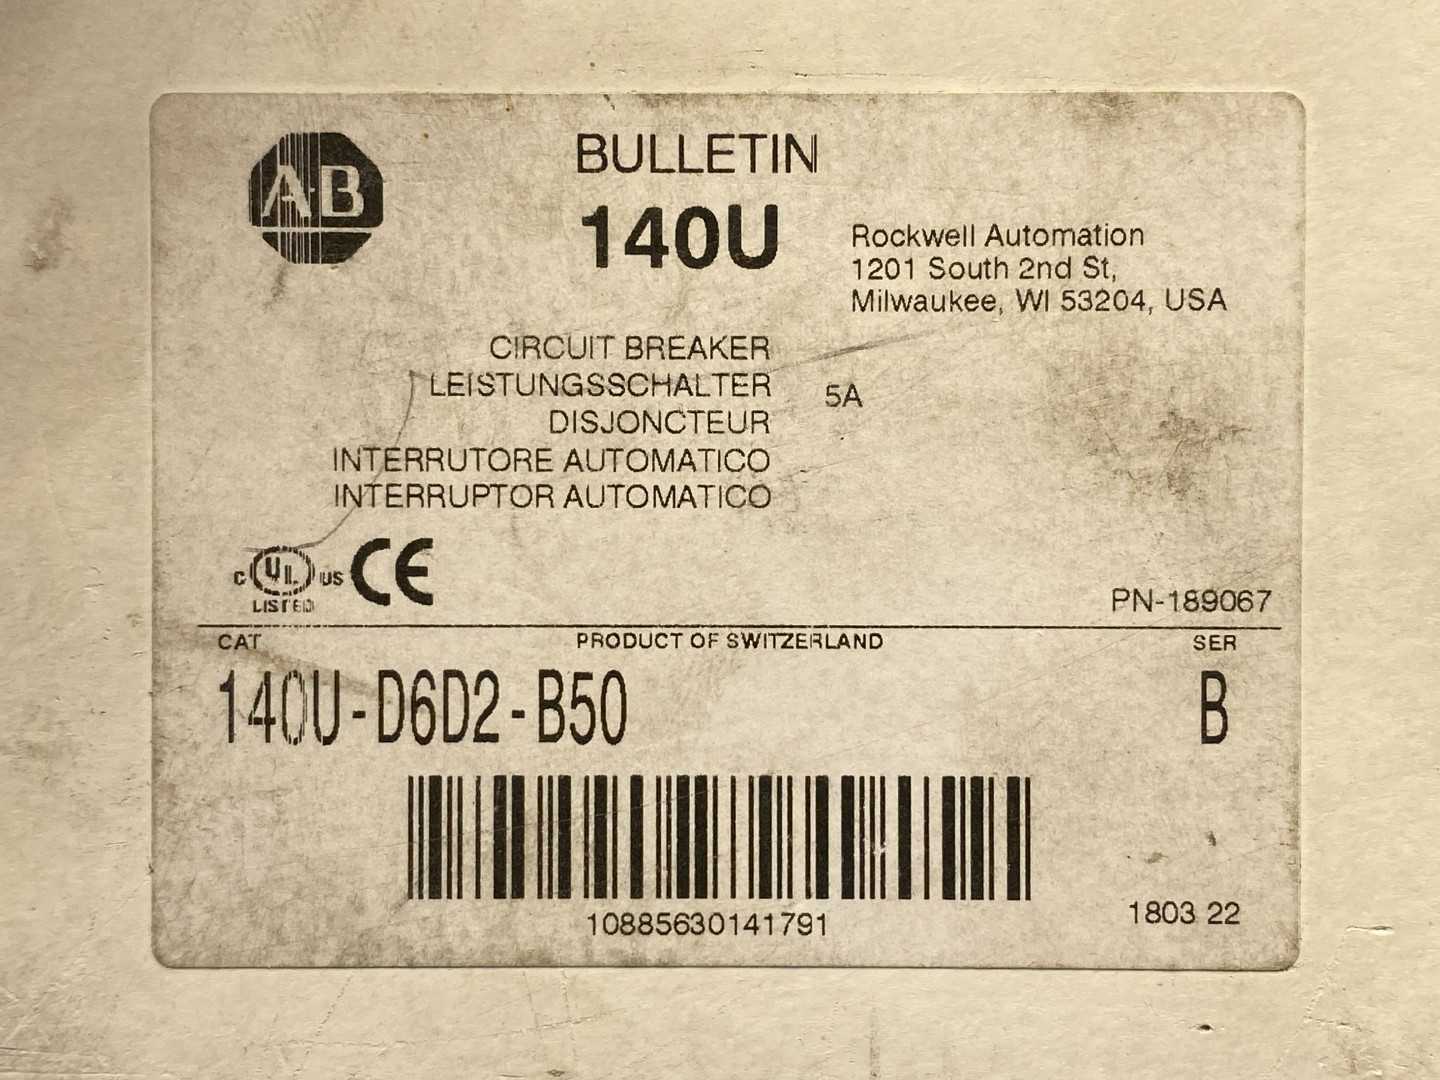 AB
BULLETIN
140U
Rockwell Automation
1201 South 2nd St,
Milwaukee, WI 53204, USA
CIRCUIT BREAKER
LEISTUNGSSCHALTER
5A
DISJONCTEUR
INTERRUTORE AUTOMATICO
INTERRUPTOR AUTOMATICO
C UL US CE
LISTED
PN-189067
CAT
PRODUCT OF SWITZERLAND
SER
140U-D6D2-B50
B
10885630141791
1803 22